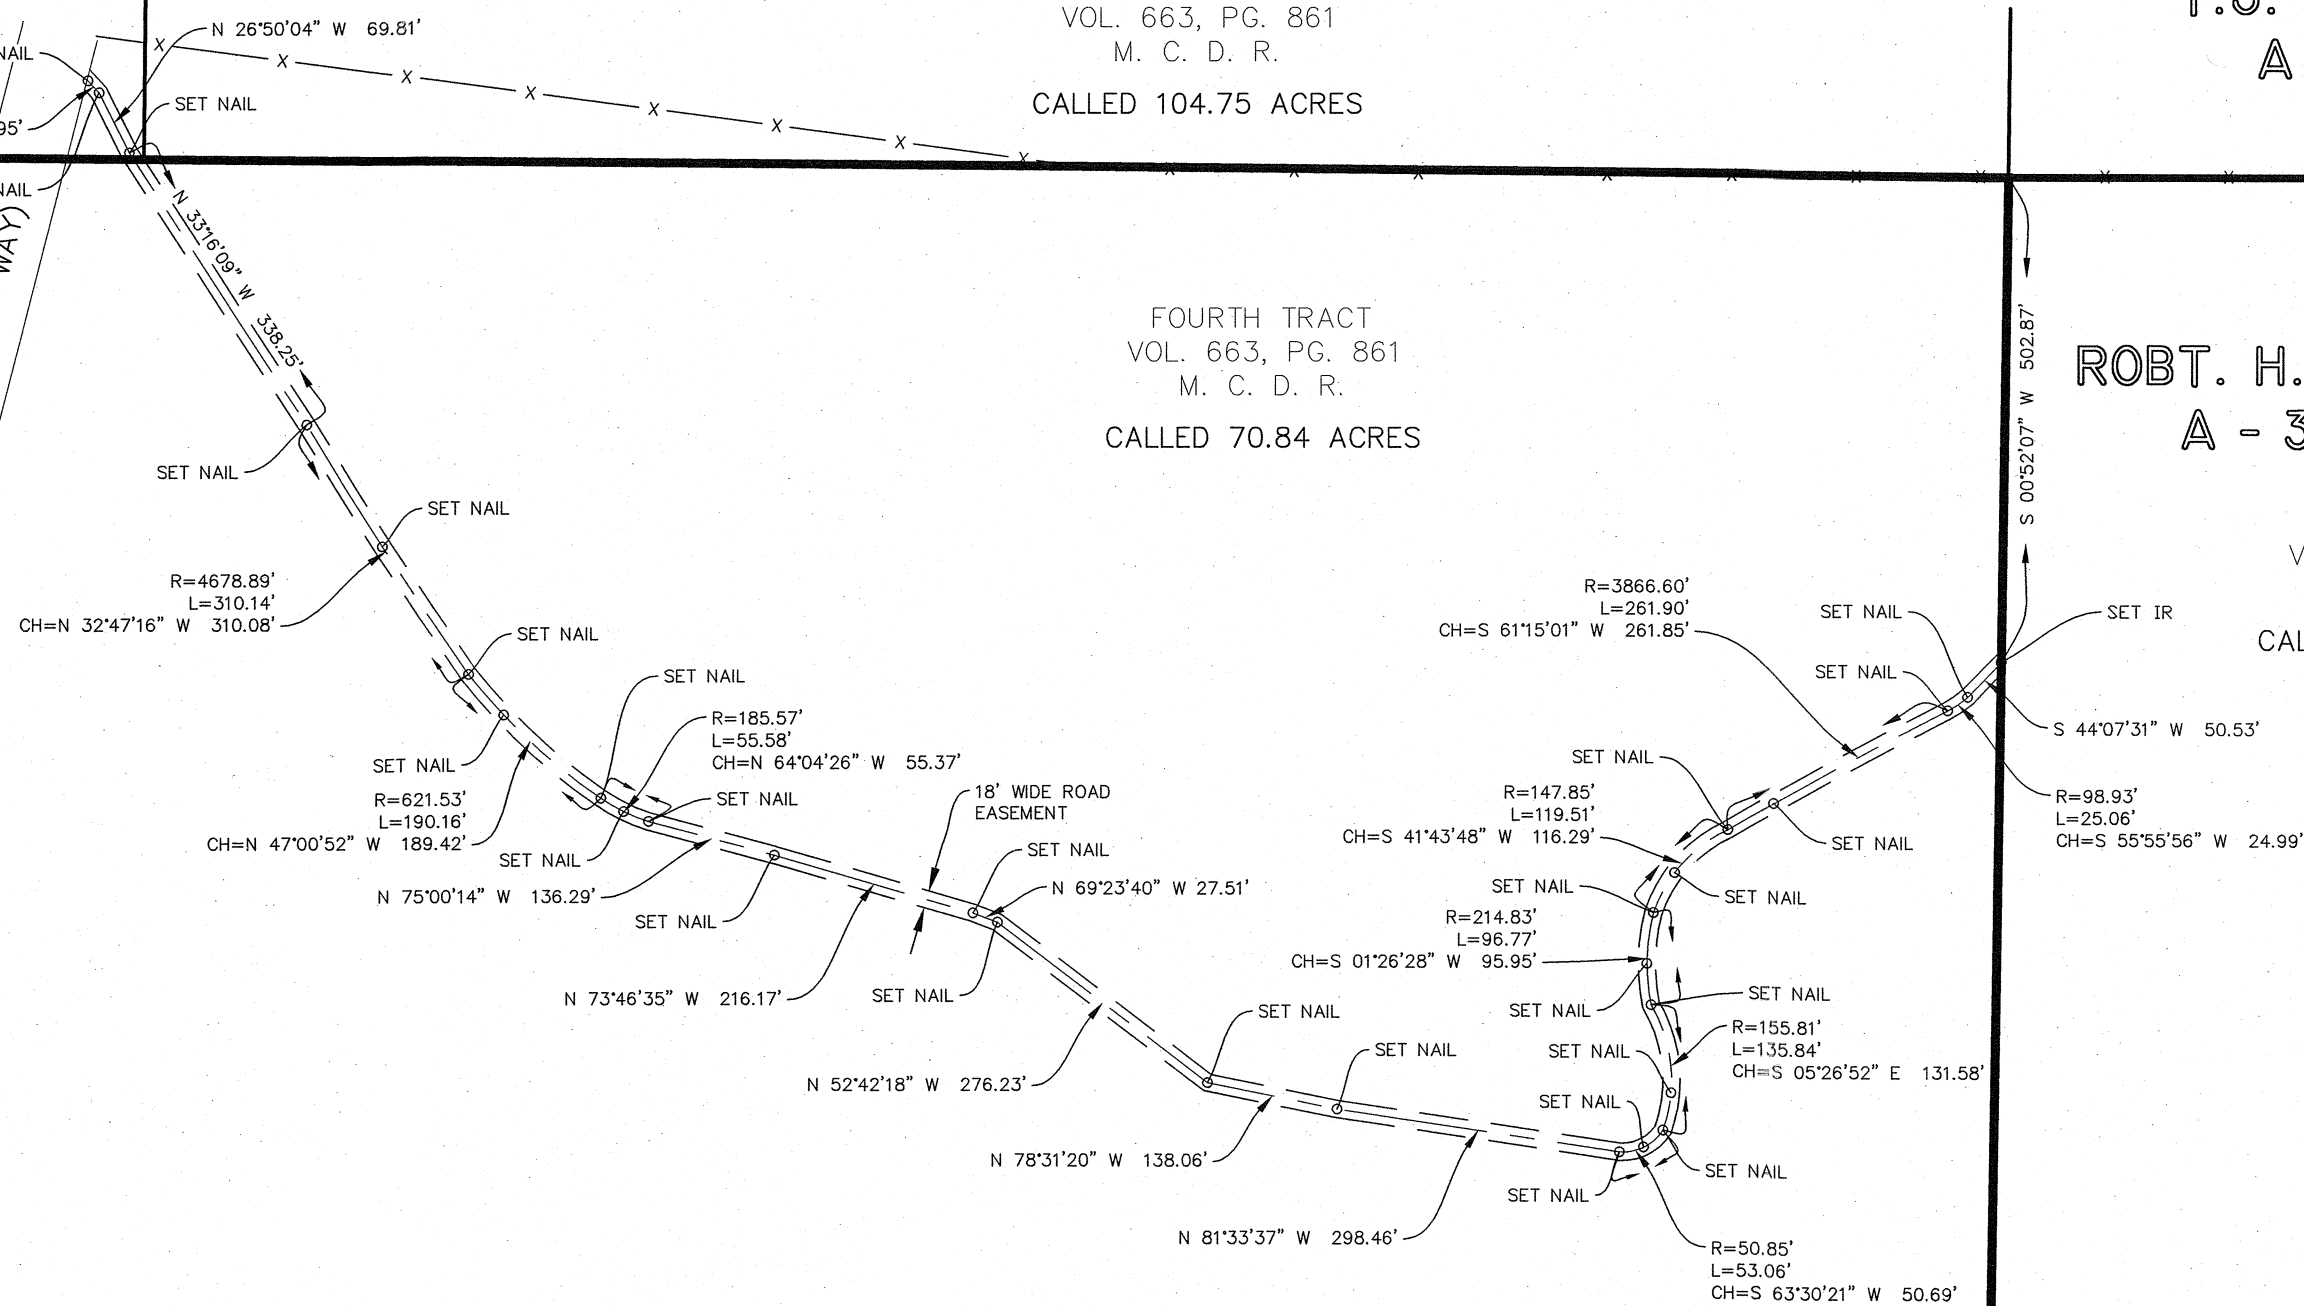 VOL. 663, PG. 861
M. C. D. R.
CALLED 104.75 ACRES
A
N 26°50'04" W 69.81'
NAIL
SET NAIL
95'
NAIL
WAY)
N 33°16'09" W 338.25'
FOURTH TRACT
VOL. 663, PG. 861
M. C. D. R.
CALLED 70.84 ACRES
S 00°52'07" W 502.87'
ROBT. H.
A - 3
SET NAIL
SET NAIL
R=4678.89'
L=310.14'
CH=N 32°47'16" W 310.08'
SET NAIL
SET NAIL
R=185.57'
L=55.58'
CH=N 64°04'26" W 55.37'
SET NAIL
R=621.53'
L=190.16'
CH=N 47°00'52" W 189.42'
SET NAIL
SET NAIL
18' WIDE ROAD
EASEMENT
N 75°00'14" W 136.29'
SET NAIL
SET NAIL
N 69°23'40" W 27.51'
N 73°46'35" W 216.17'
SET NAIL
N 52°42'18" W 276.23'
SET NAIL
SET NAIL
N 78°31'20" W 138.06'
N 81°33'37" W 298.46'
R=3866.60'
L=261.90'
CH=S 61°15'01" W 261.85'
SET NAIL
SET IR
CAL
SET NAIL
S 44°07'31" W 50.53'
SET NAIL
R=98.93'
L=25.06'
CH=S 55°55'56" W 24.99'
R=147.85'
L=119.51'
CH=S 41°43'48" W 116.29'
SET NAIL
SET NAIL
SET NAIL
R=214.83'
L=96.77'
CH=S 01°26'28" W 95.95'
SET NAIL
SET NAIL
R=155.81'
L=135.84'
CH=S 05°26'52" E 131.58'
SET NAIL
SET NAIL
SET NAIL
SET NAIL
R=50.85'
L=53.06'
CH=S 63°30'21" W 50.69'